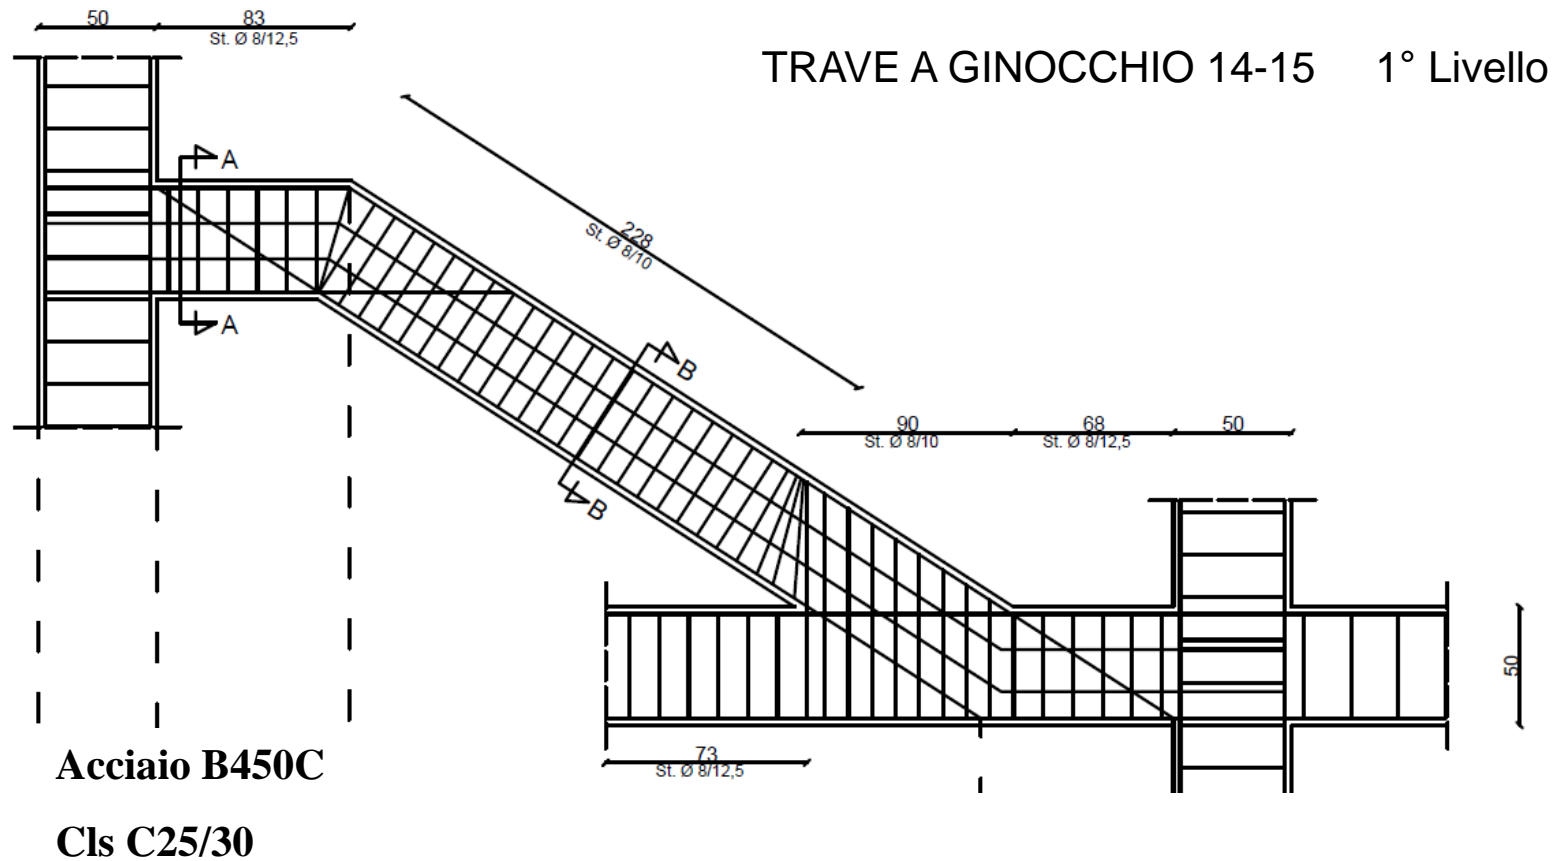 50 83
St. Ø 8/12,5
TRAVE A GINOCCHIO 14-15 1° Livello
A
228
St. Ø 8/10
A
B
90 68 50
St. Ø 8/10 St. Ø 8/12,5
B
50
73
St. Ø 8/12,5
Acciaio B450C
Cls C25/30